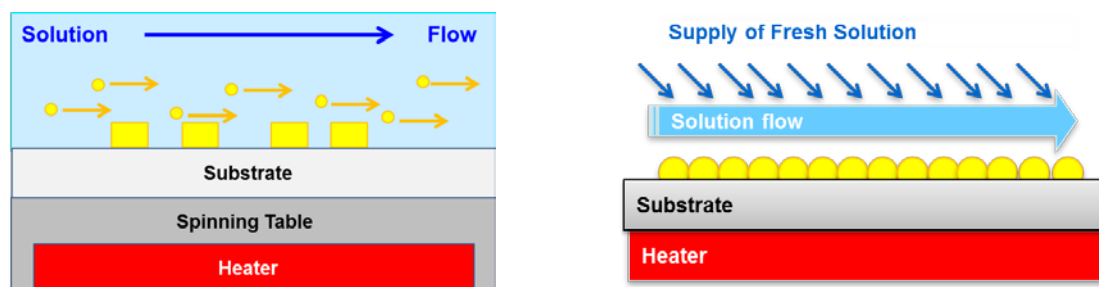 Solution Flow
Substrate
Spinning Table
Heater
Supply of Fresh Solution
Solution flow
Substrate
Heater